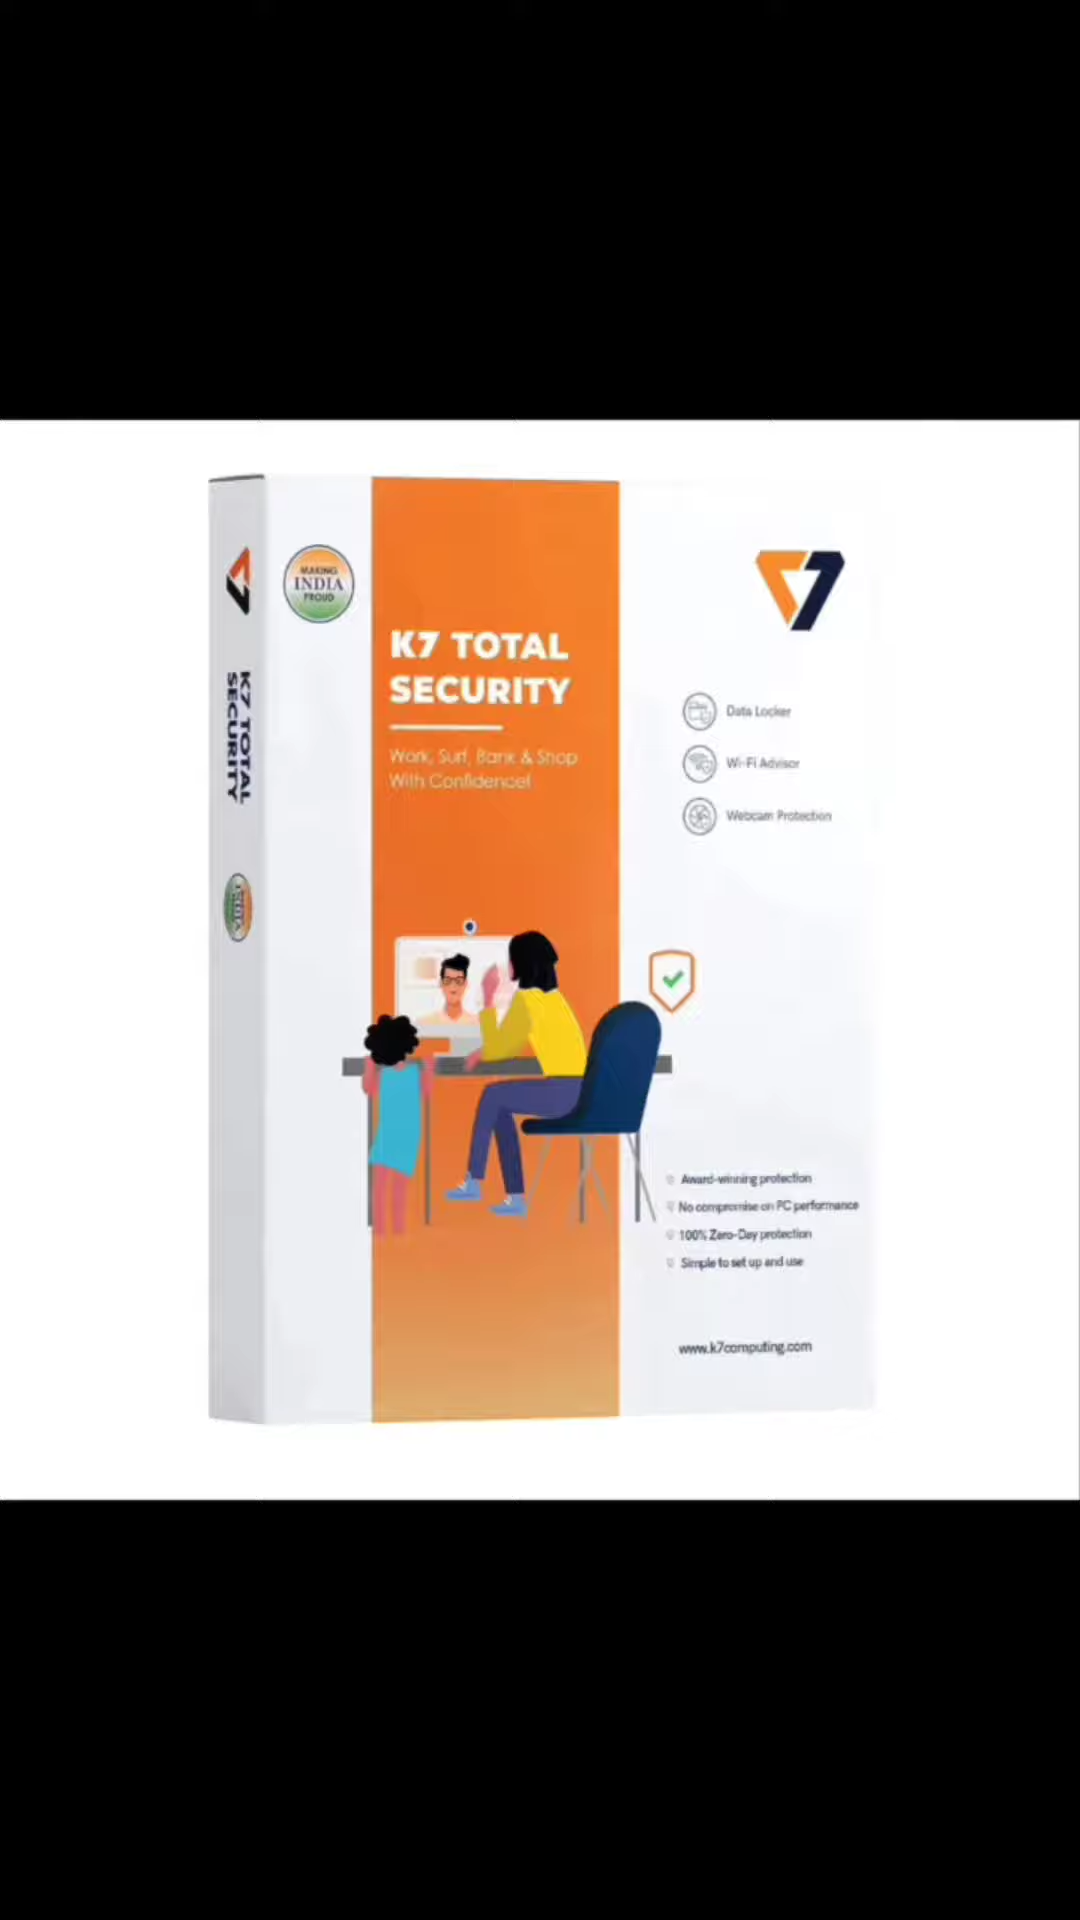 K7 TOTAL
SECURITY
MAKING
INDIA
PROUD
K7 TOTAL
SECURITY
Work, Surf, Bank & Shop
With Confidence!
Data Locker
Wi-Fi Advisor
Webcam Protection
Award-winning protection
No compromise on PC performance
100% Zero-Day protection
Simple to set up and use
www.k7computing.com